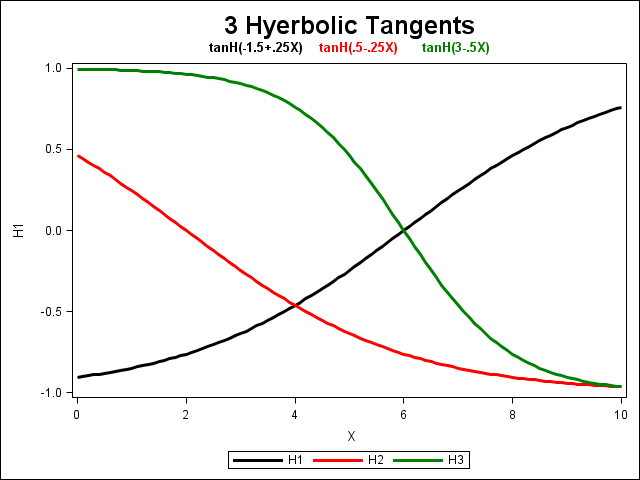 3 Hyerbolic Tangents
tanH(-1.5+.25X) tanH(.5-.25X) tanH(3-.5X)
1.0
0.5
0.0
-0.5
-1.0
H1
0 2 4 6 8 10
X
H1 H2 H3